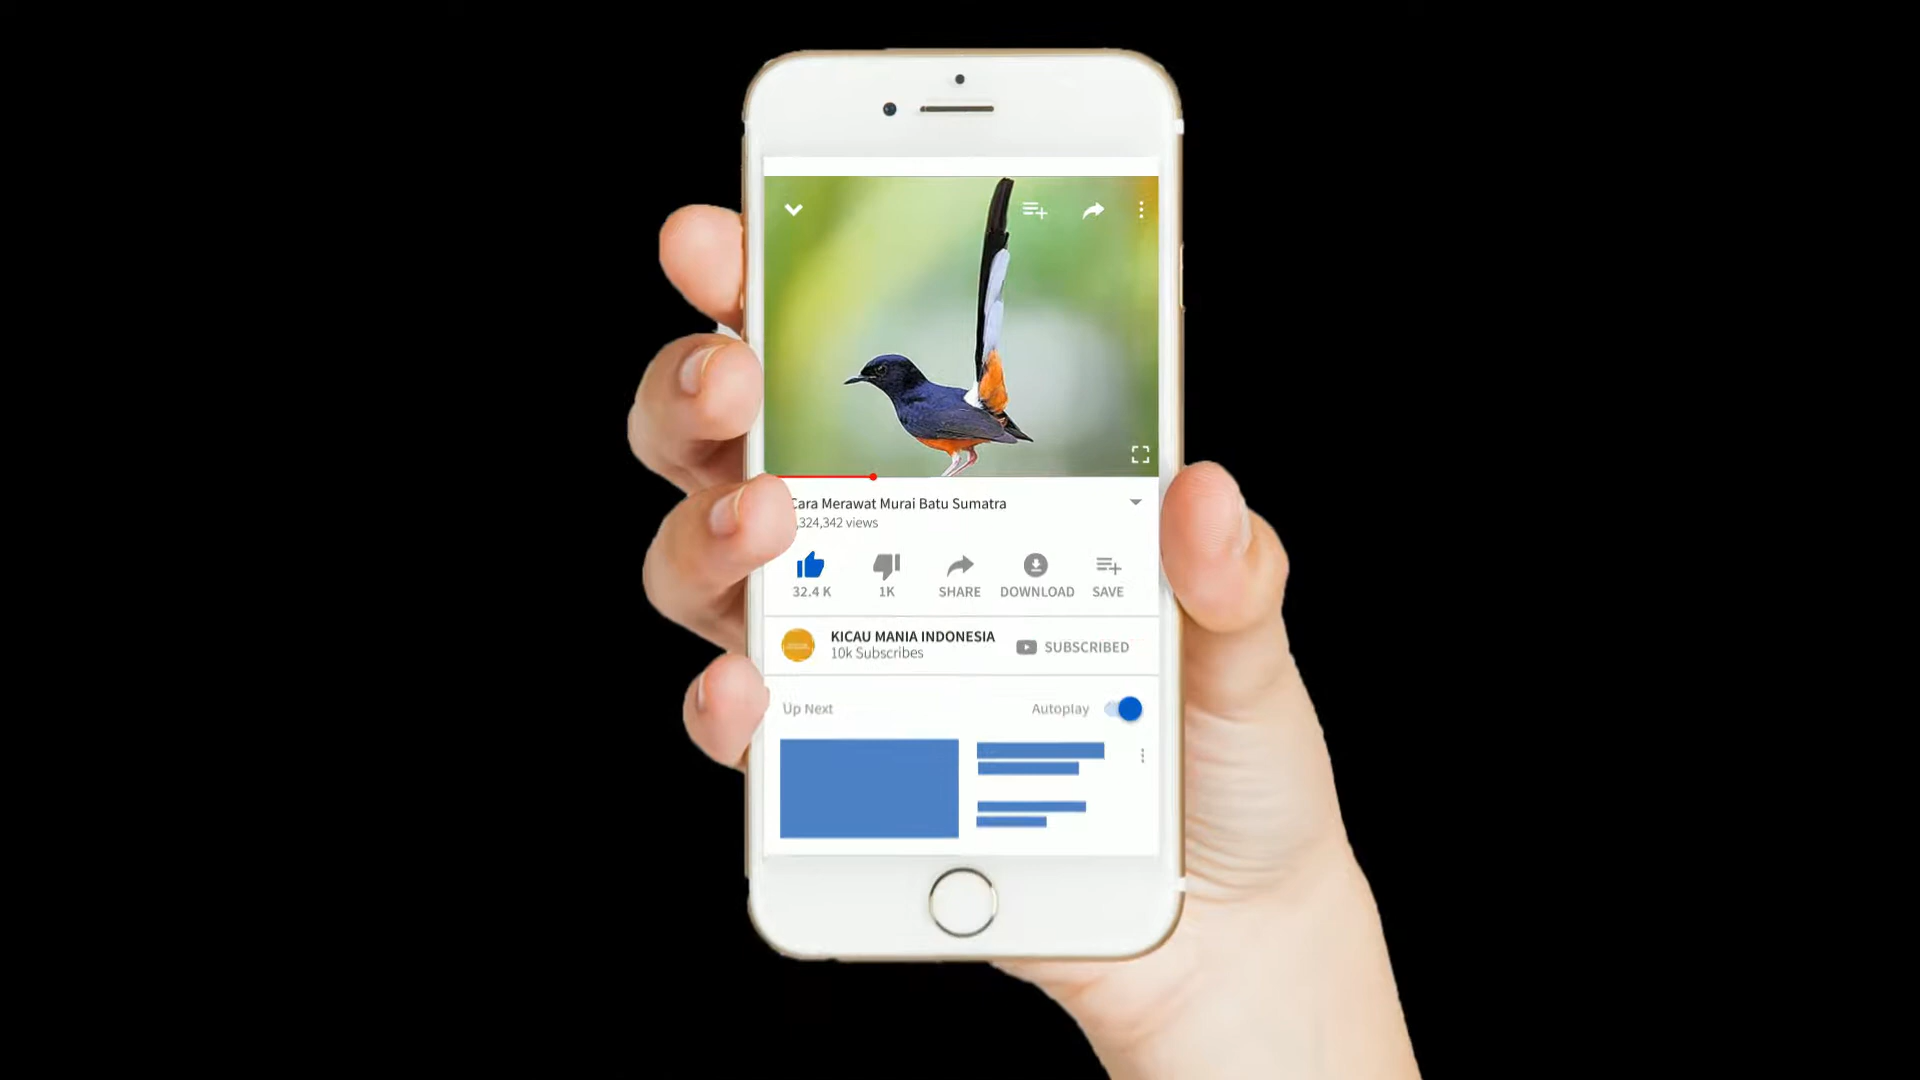 Cara Merawat Murai Batu Sumatra
,324,342 views
32.4 K
1K
SHARE
DOWNLOAD
SAVE
KICAU MANIA INDONESIA
10k Subscribes
SUBSCRIBED
Up Next
Autoplay